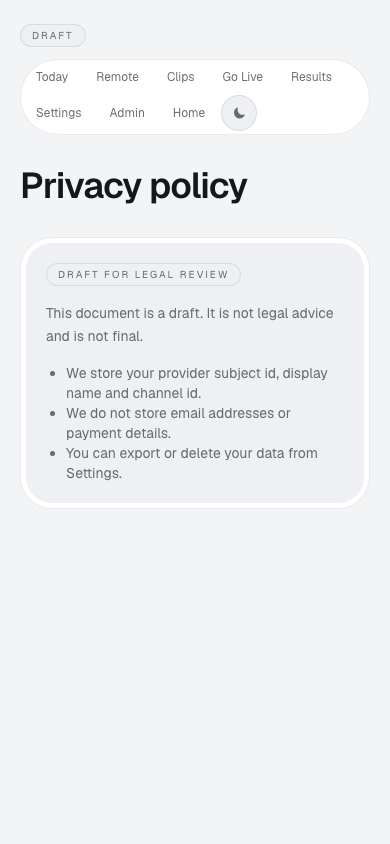 DRAFT
Today Remote Clips Go Live Results
Settings Admin Home
Privacy policy
DRAFT FOR LEGAL REVIEW
This document is a draft. It is not legal advice
and is not final.
• We store your provider subject id, display
name and channel id.
• We do not store email addresses or
payment details.
• You can export or delete your data from
Settings.